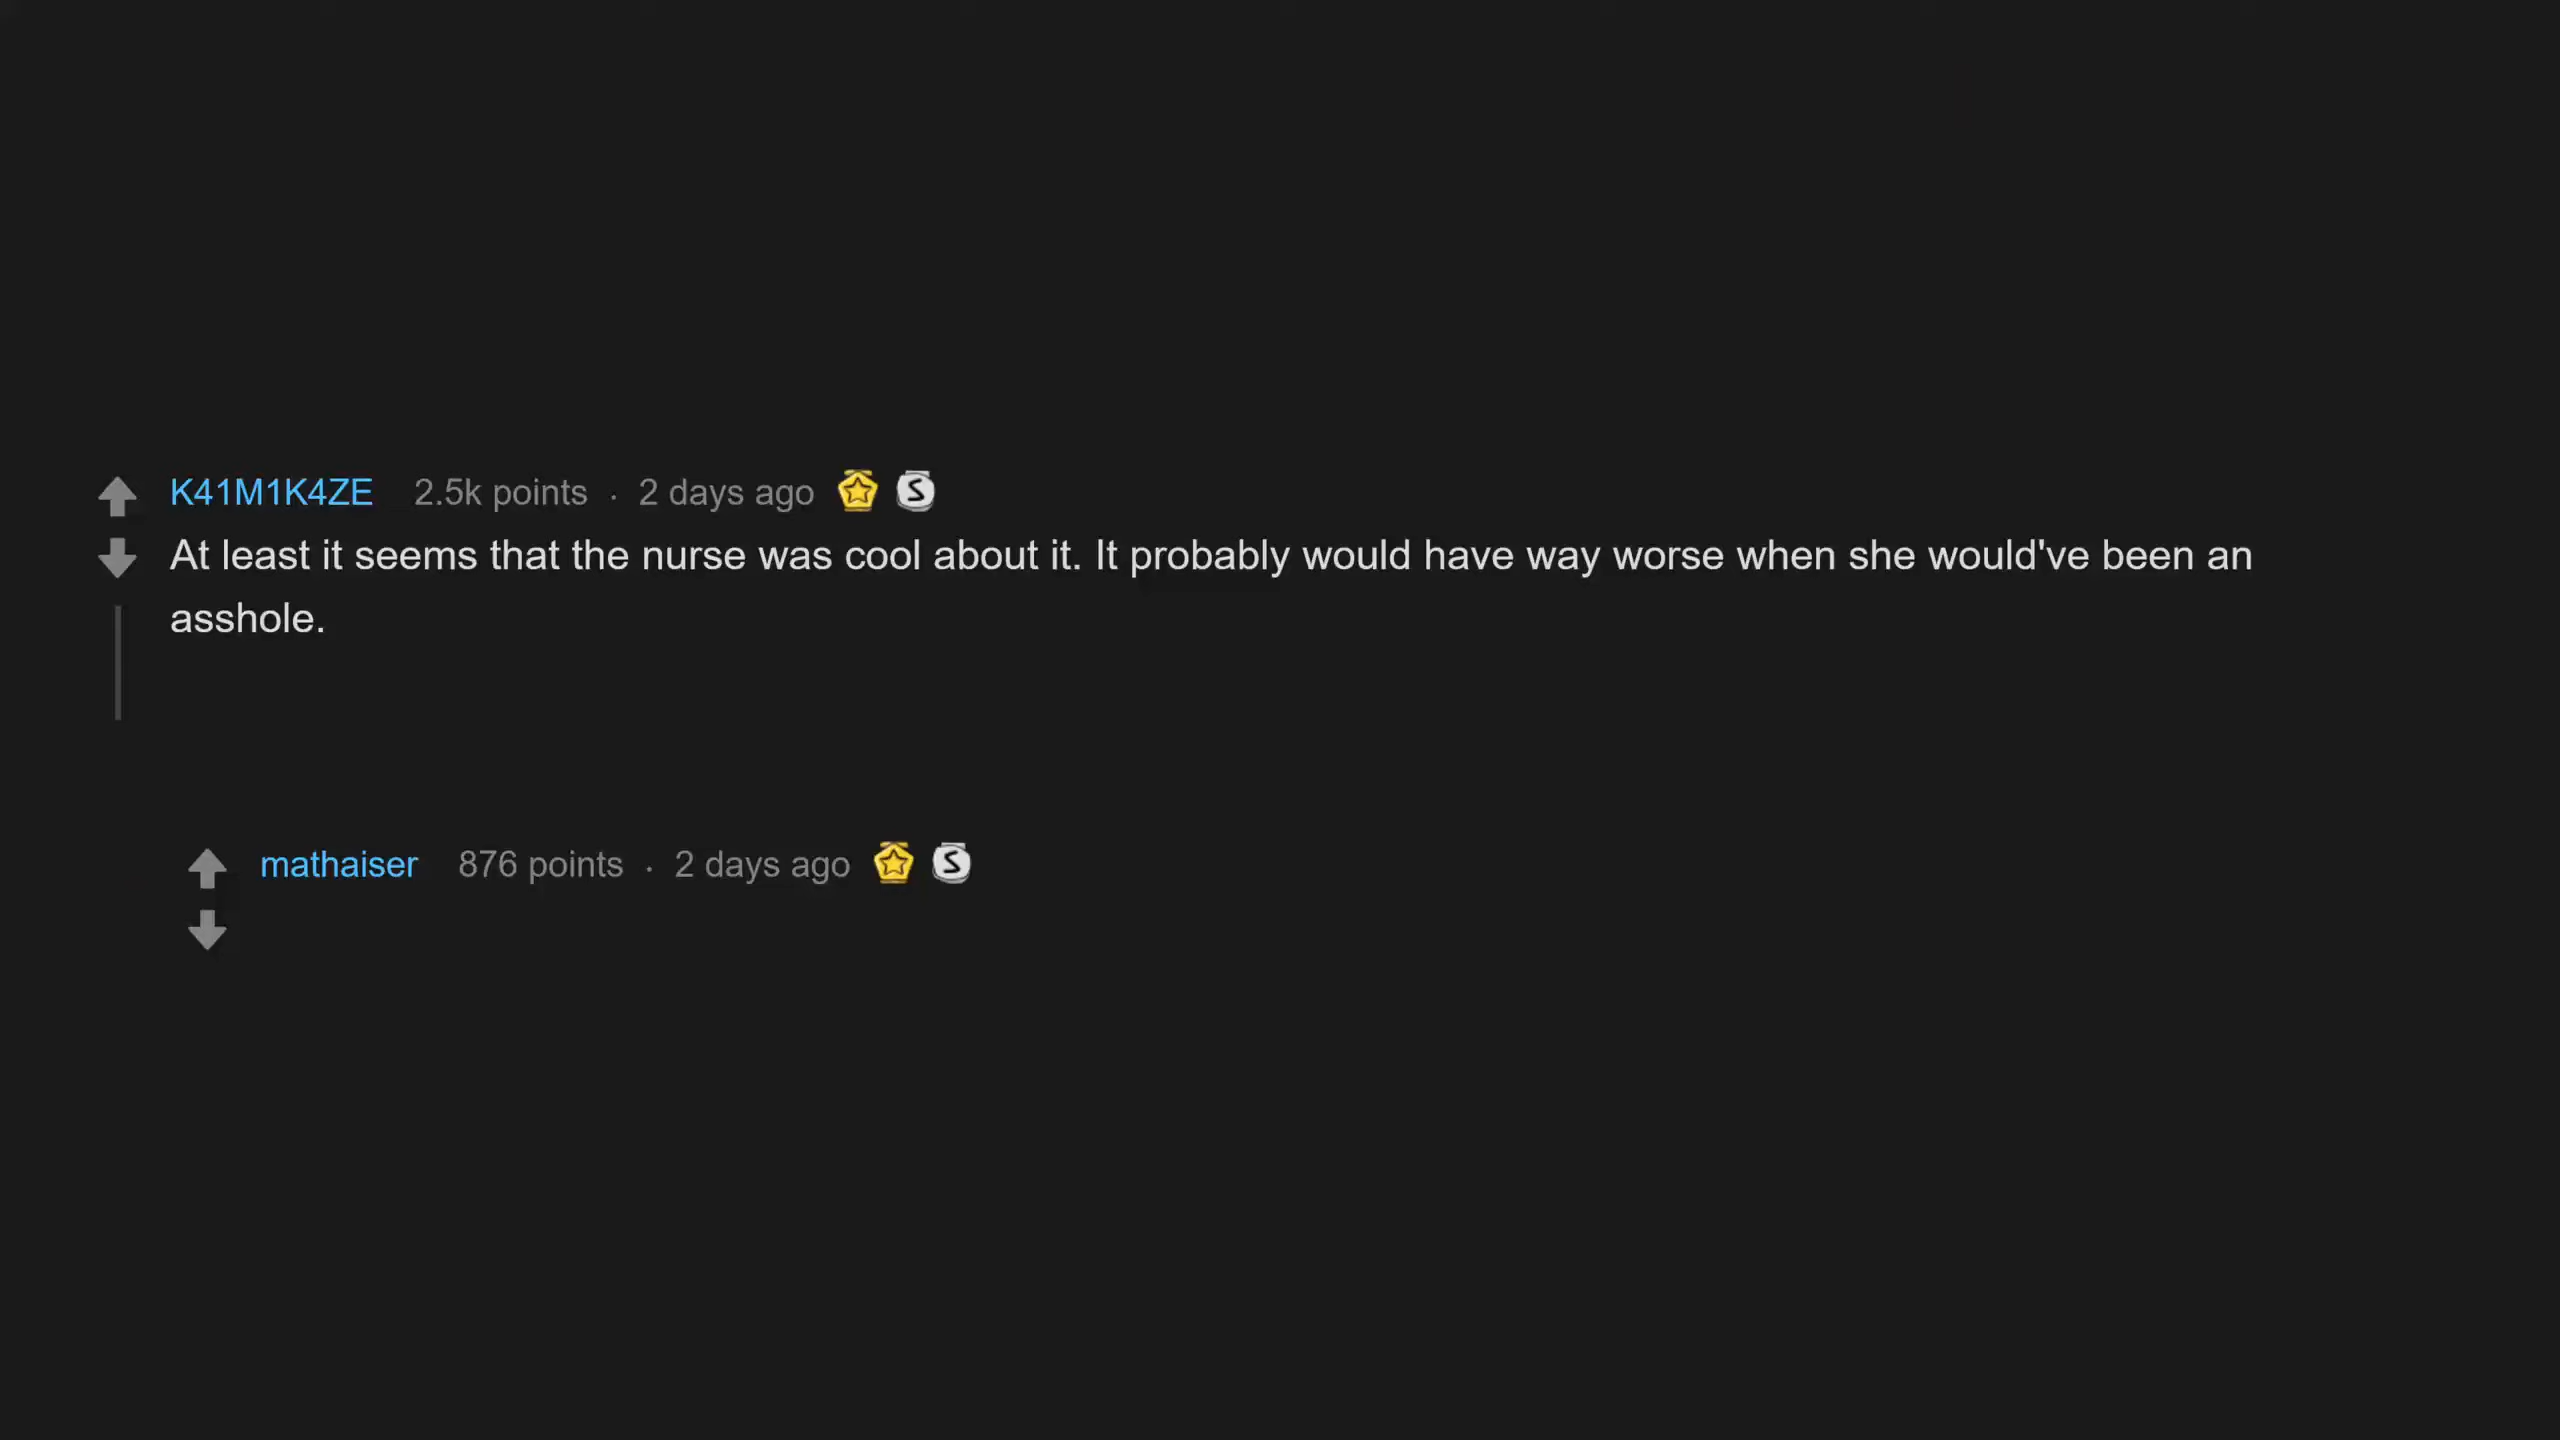 K41M1K4ZE 2.5k points · 2 days ago
At least it seems that the nurse was cool about it. It probably would have way worse when she would've been an
asshole.
mathaiser 876 points · 2 days ago